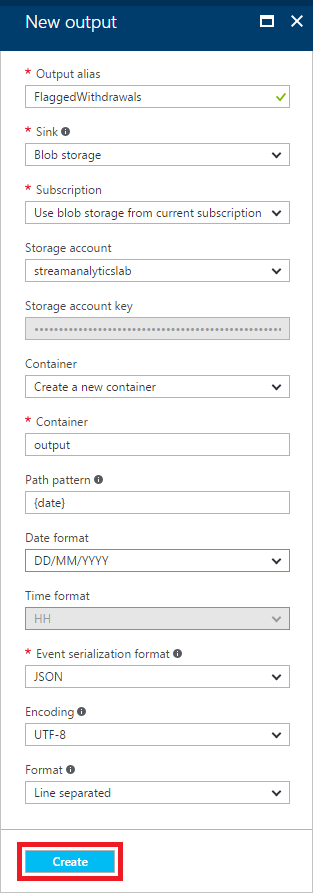 New output
* Output alias
FlaggedWithdrawals
* Sink
Blob storage
* Subscription
Use blob storage from current subscription
Storage account
streamanalyticslab
Storage account key
Container
Create a new container
* Container
output
Path pattern
{date}
Date format
DD/MM/YYYY
Time format
HH
* Event serialization format
JSON
Encoding
UTF-8
Format
Line separated
Create